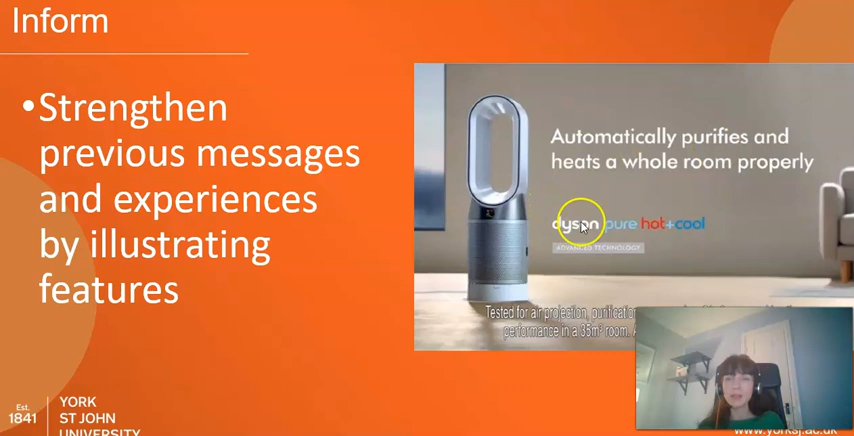 Inform
•Strengthen
previous messages
and experiences
by illustrating
features
Automatically purifies and
heats a whole room properly
dyson pure hot+cool
ADVANCED TECHNOLOGY
Tested for air projection, purification
performance in a 35m² room.
Est.
1841
YORK
ST JOHN
UNIVERSITY
www.yorksj.ac.uk